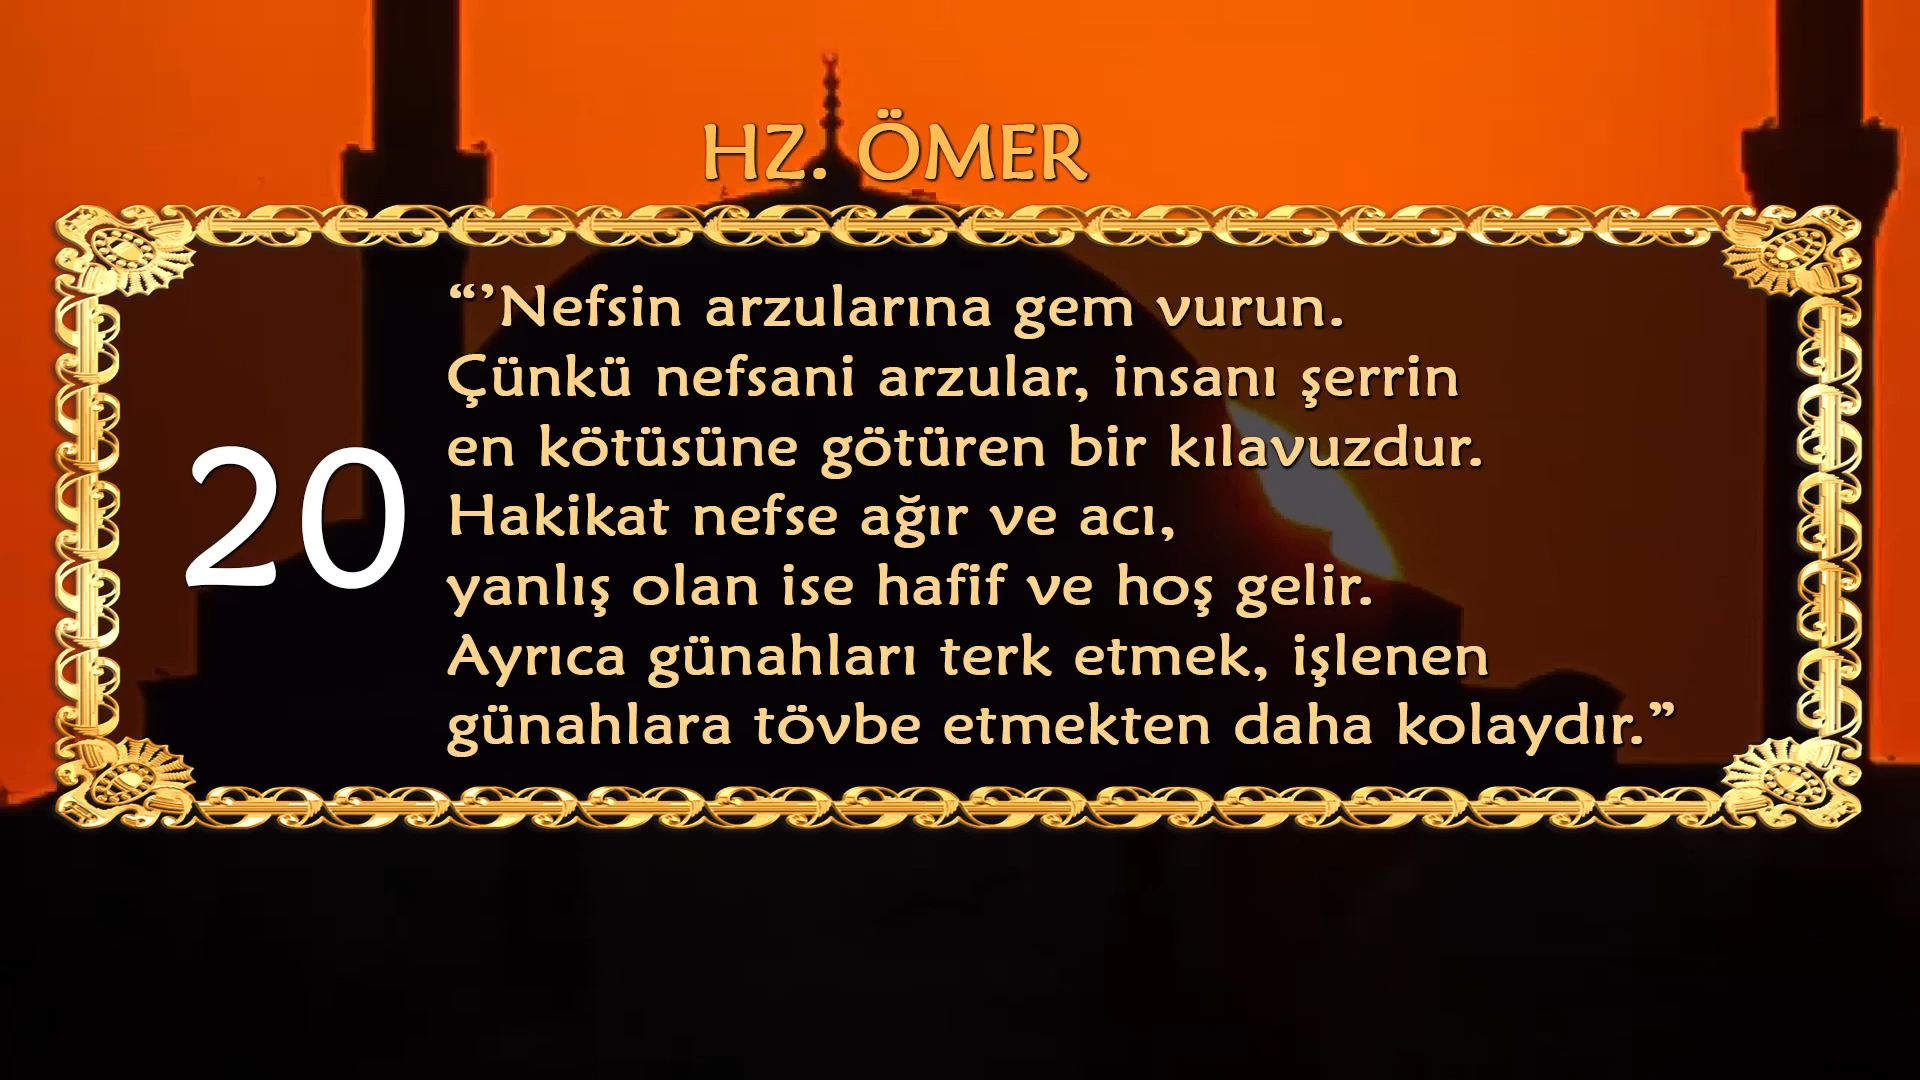 HZ. ÖMER
20
“’Nefsin arzularına gem vurun.
Çünkü nefsani arzular, insanı şerrin
en kötüsüne götüren bir kılavuzdur.
Hakikat nefse ağır ve acı,
yanlış olan ise hafif ve hoş gelir.
Ayrıca günahları terk etmek, işlenen
günahlara tövbe etmekten daha kolaydır.”